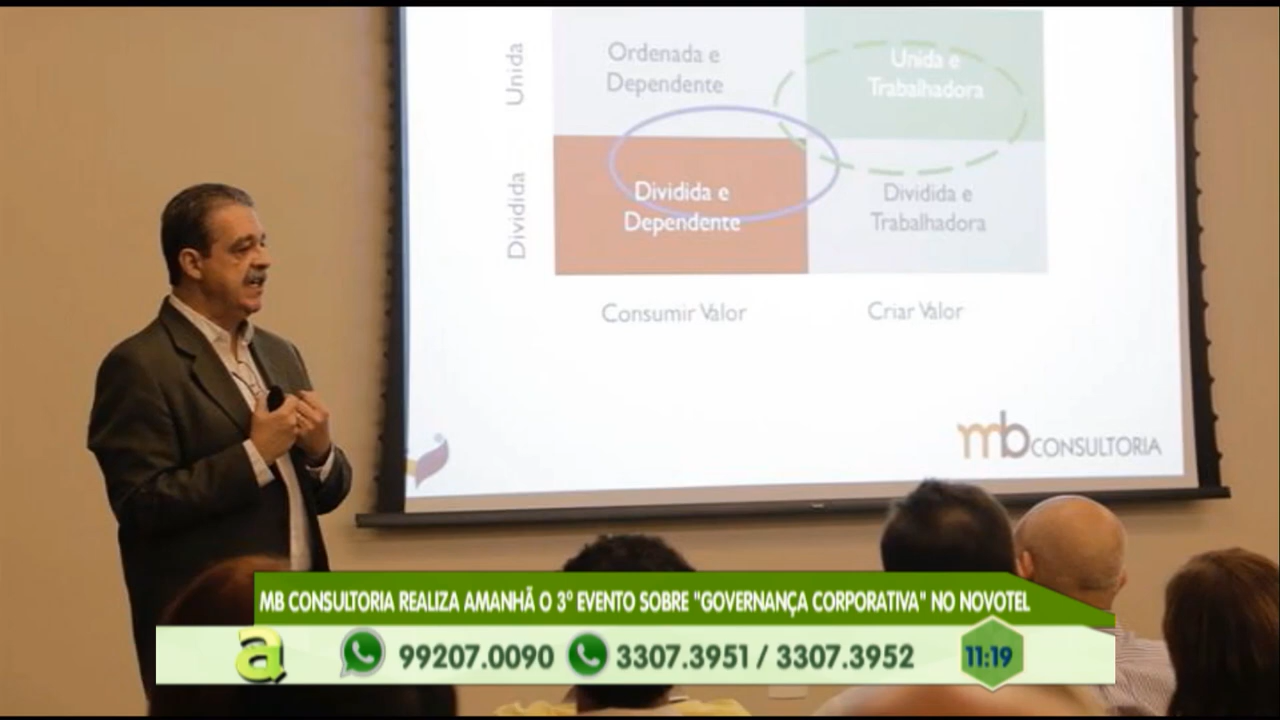 Unida
Ordenada e
Dependente
Unida e
Trabalhadora
Dividida
Dividida e
Dependente
Dividida e
Trabalhadora
Consumir Valor
Criar Valor
mb CONSULTORIA
MB CONSULTORIA REALIZA AMANHÃ O 3º EVENTO SOBRE "GOVERNANÇA CORPORATIVA" NO NOVOTEL
a 99207.0090 3307.3951 / 3307.3952 11:19